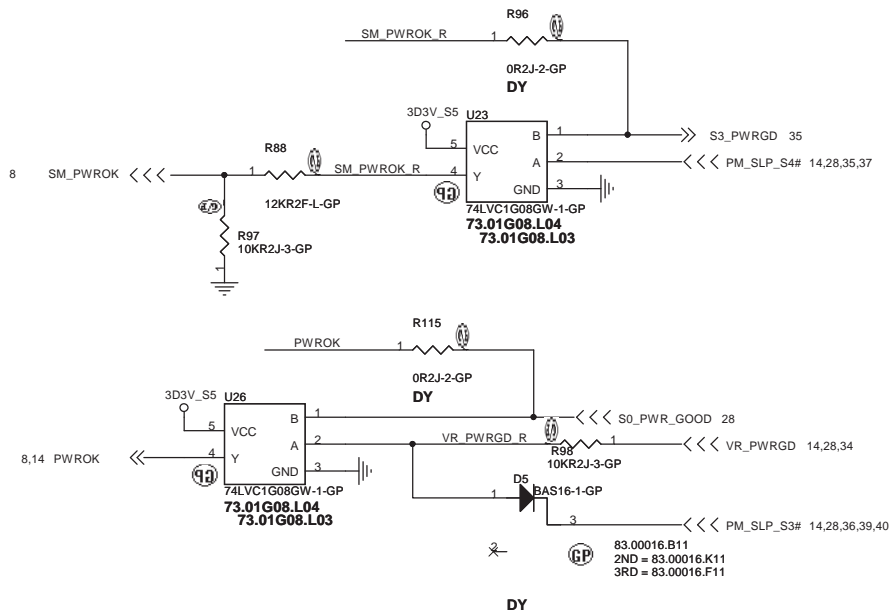 R96
SM_PWROK_R
1
0R2J-2-GP
DY
3D3V_S5
U23
B 1
S3_PWRGD 35
5 VCC
R88
A 2
PM_SLP_S4# 14,28,35,37
8 SM_PWROK
1
SM_PWROK_R
4 Y
GND 3
GP
12KR2F-L-GP
74LVC1G08GW-1-GP
73.01G08.L04
73.01G08.L03
R97
10KR2J-3-GP
1
R115
PWROK
1
0R2J-2-GP
DY
3D3V_S5
U26
B 1
S0_PWR_GOOD 28
5 VCC
A 2
VR_PWRGD_R
1
VR_PWRGD 14,28,34
R98
10KR2J-3-GP
8,14 PWROK
4 Y
GND 3
GP
74LVC1G08GW-1-GP
73.01G08.L04
73.01G08.L03
D5
1
BAS16-1-GP
3
PM_SLP_S3# 14,28,36,39,40
2
GP
83.00016.B11
2ND = 83.00016.K11
3RD = 83.00016.F11
DY